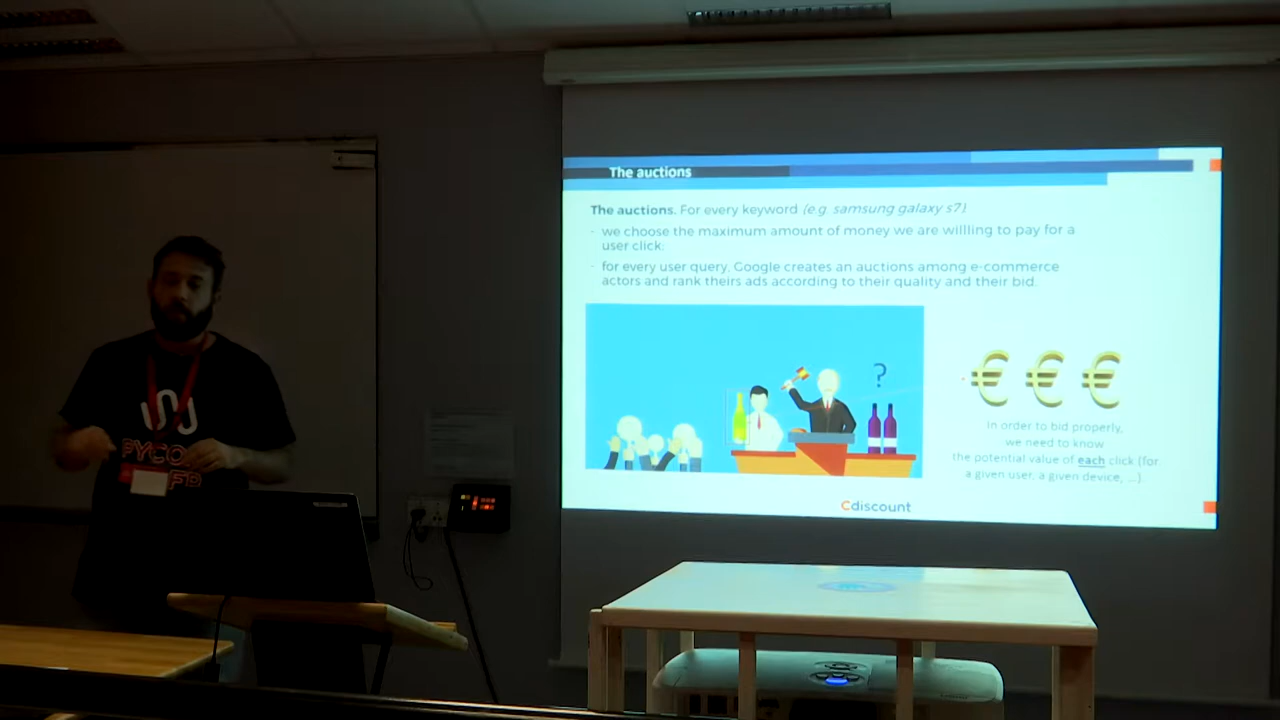 The auctions
The auctions. For every keyword (e.g. samsung galaxy s7)
- we choose the maximum amount of money we are willling to pay for a
user click;
- for every user query, Google creates an auctions among e-commerce
actors and rank theirs ads according to their quality and their bid.
?
€ € €
In order to bid properly,
we need to know
the potential value of each click (for
a given user, a given device, ...).
Cdiscount
PYCON
FR